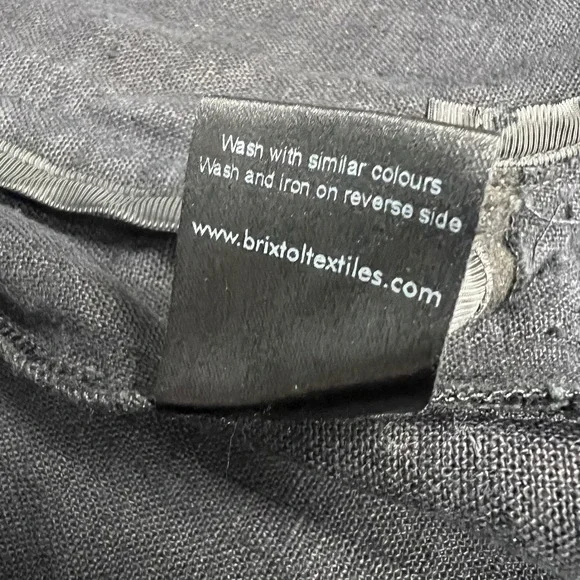 Wash with similar colours
Wash and iron on reverse side
www.brixtoltextiles.com